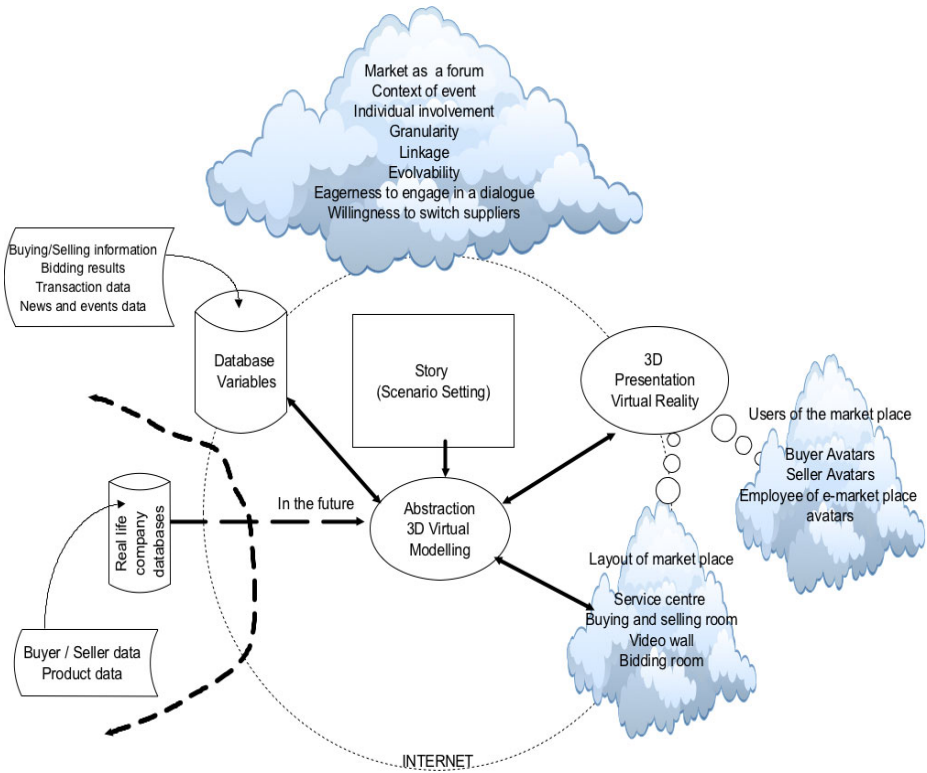 Market as a forum
Context of event
Individual involvement
Granularity
Linkage
Evolvability
Eagerness to engage in a dialogue
Willingness to switch suppliers
Buying/Selling information
Bidding results
Transaction data
News and events data
Database
Variables
Story
(Scenario Setting)
3D
Presentation
Virtual Reality
Users of the market place
Buyer Avatars
Seller Avatars
Employee of e-market place
avatars
Real life
company
databases
In the future
Abstraction
3D Virtual
Modelling
Layout of market place
Service centre
Buying and selling room
Video wall
Bidding room
Buyer / Seller data
Product data
INTERNET